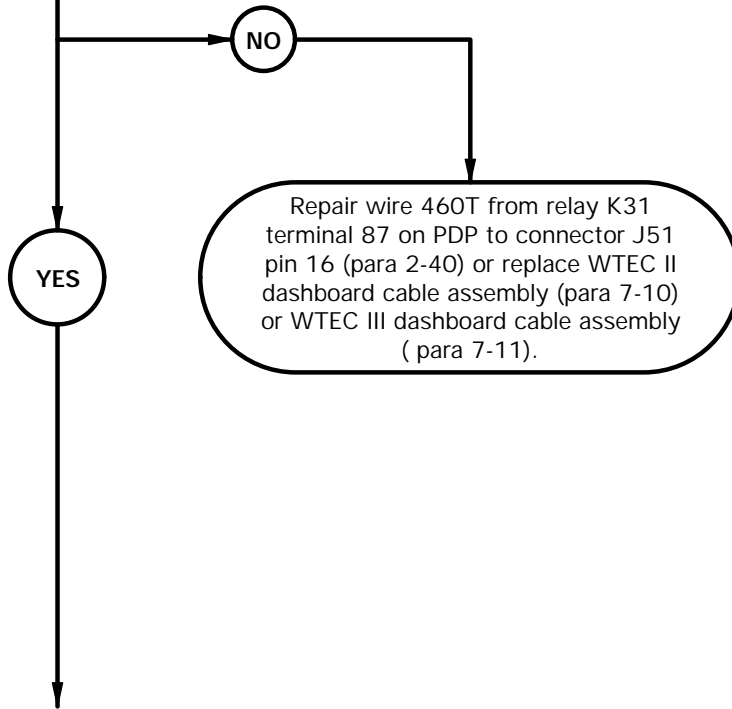 NO
YES
Repair wire 460T from relay K31
terminal 87 on PDP to connector J51
pin 16 (para 2-40) or replace WTEC II
dashboard cable assembly (para 7-10)
or WTEC III dashboard cable assembly
( para 7-11).